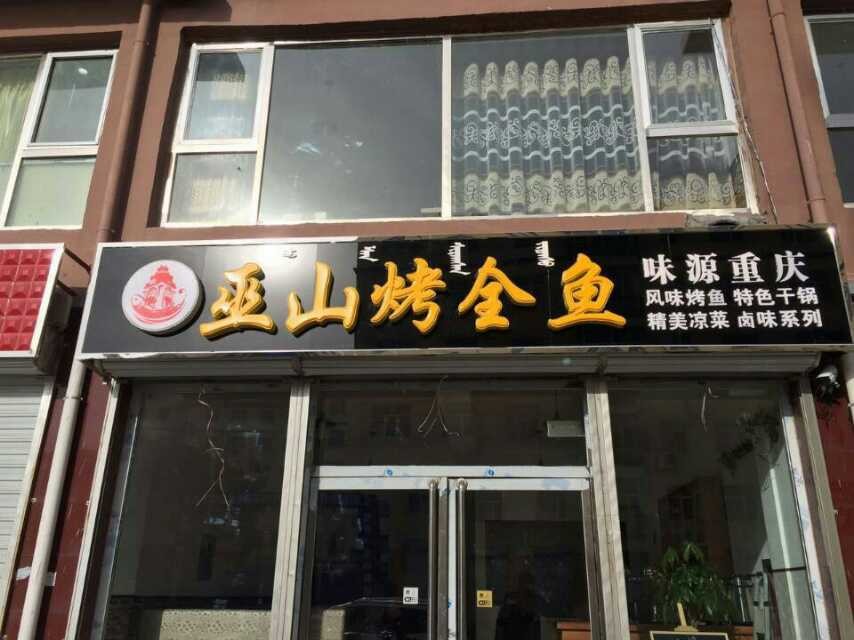 巫山烤全鱼
味源重庆
风味烤鱼 特色干锅
精美凉菜 卤味系列